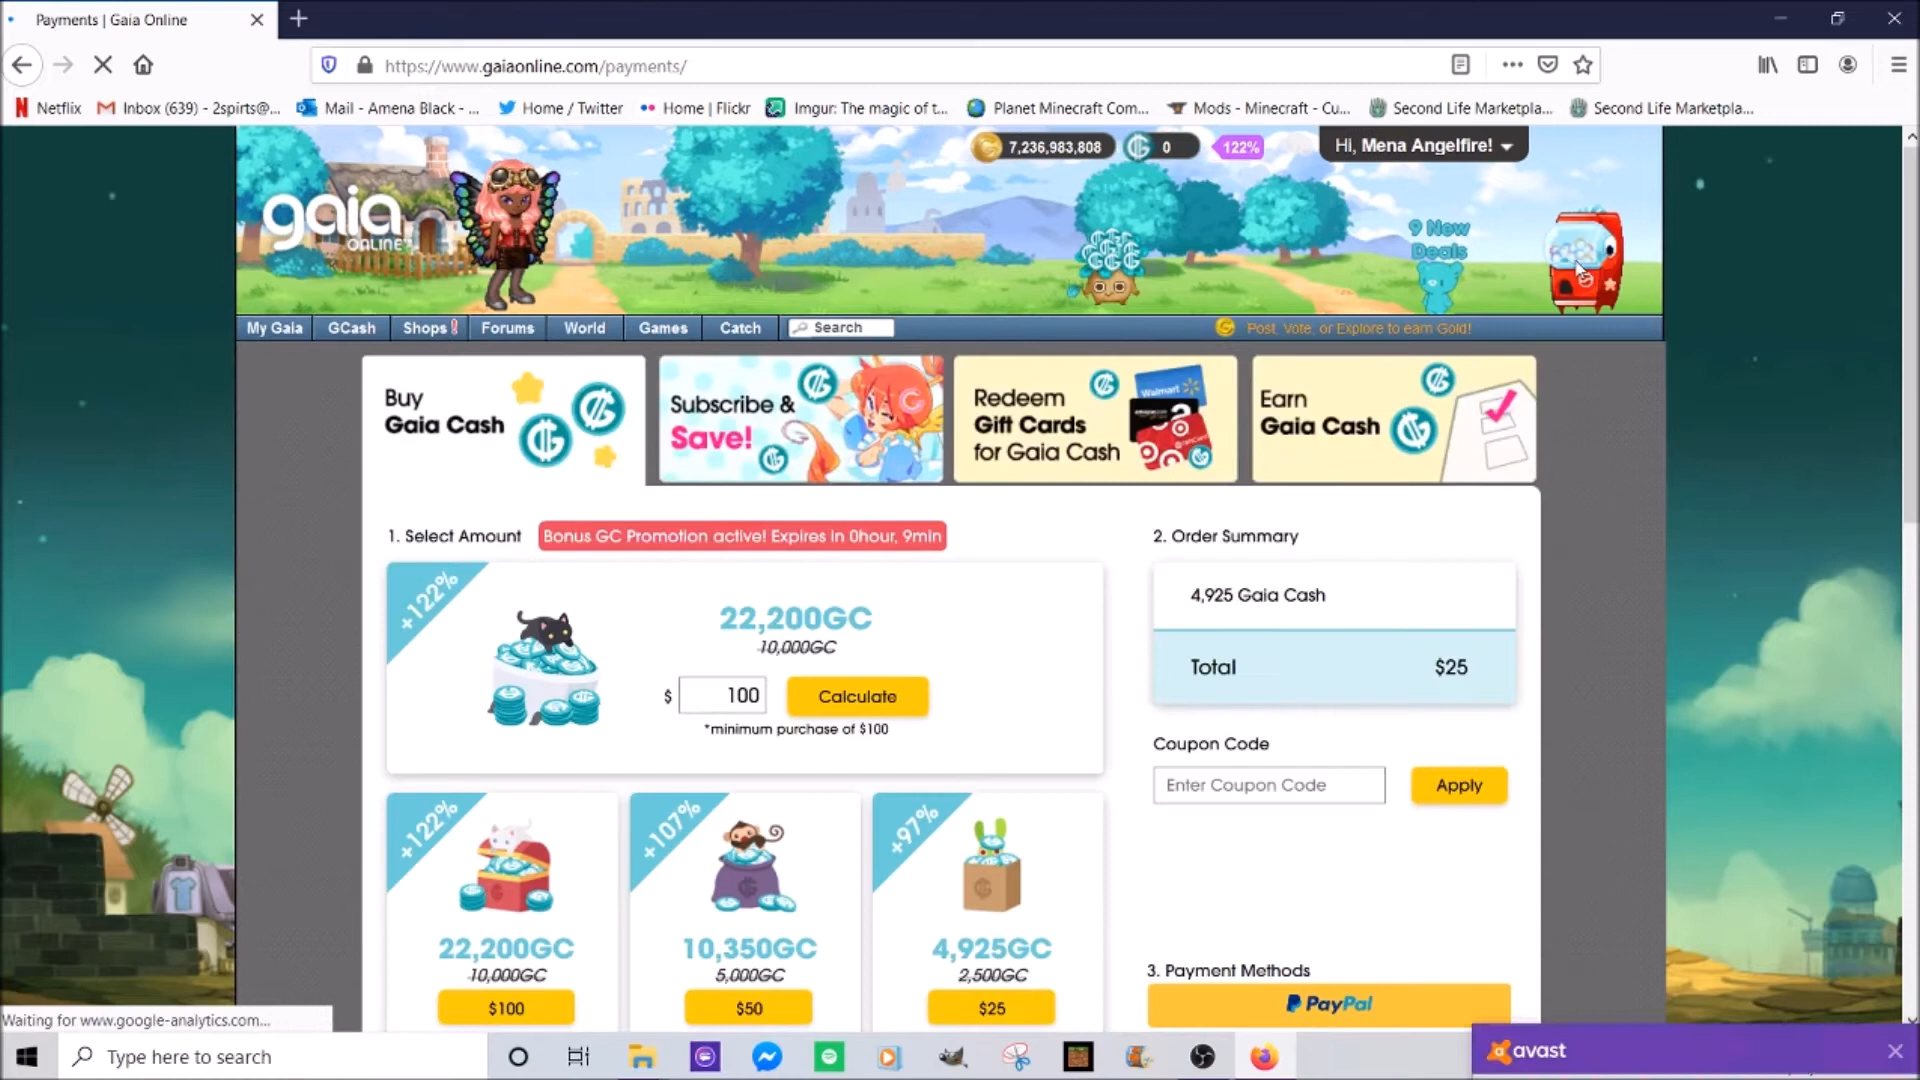 Payments | Gaia Online
https://www.gaiaonline.com/payments/
Netflix
Inbox (639) - 2spirts@...
Mail - Amena Black - ...
Home / Twitter
Home | Flickr
Imgur: The magic of t...
Planet Minecraft Com...
Mods - Minecraft - Cu...
Second Life Marketpla...
Second Life Marketpla...
7,236,983,808
0
122%
Hi, Mena Angelfire!
gaia
ONLINE
9 New
Deals
My Gaia
GCash
Shops!
Forums
World
Games
Catch
Search
Post, Vote, or Explore to earn Gold!
Buy
Gaia Cash
Subscribe &
Save!
Redeem
Gift Cards
for Gaia Cash
Walmart
Earn
Gaia Cash
1. Select Amount
Bonus GC Promotion active! Expires in 0hour, 9min
+122%
22,200GC
10,000GC
$ 100
Calculate
*minimum purchase of $100
2. Order Summary
4,925 Gaia Cash
Total $25
Coupon Code
Enter Coupon Code
Apply
+122%
22,200GC
10,000GC
$100
+107%
10,350GC
5,000GC
$50
+97%
4,925GC
2,500GC
$25
3. Payment Methods
PayPal
Waiting for www.google-analytics.com...
Type here to search
avast